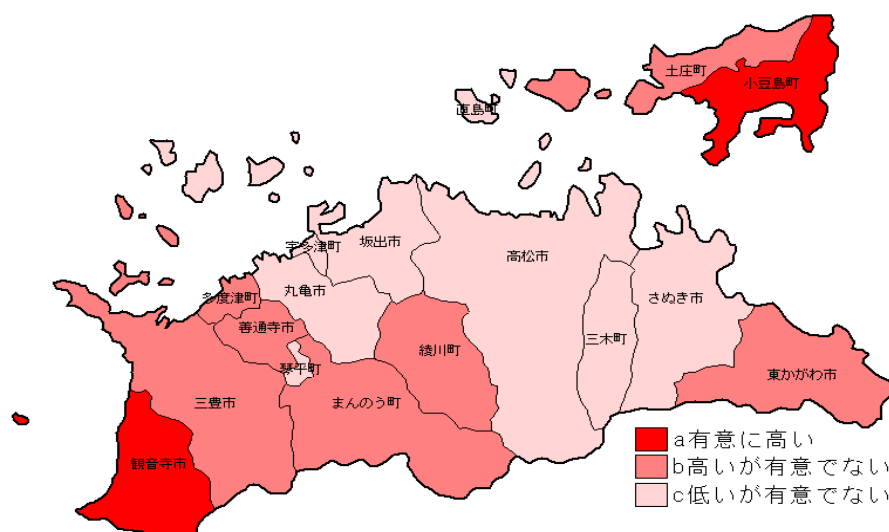 土庄町
小豆島町
直島町
宇多津町
坂出市
高松市
丸亀市
さぬき市
多度津町
善通寺市
三木町
綾川町
琴平町
東かがわ市
三豊市
まんのう町
観音寺市
a有意に高い
b高いが有意でない
c低いが有意でない